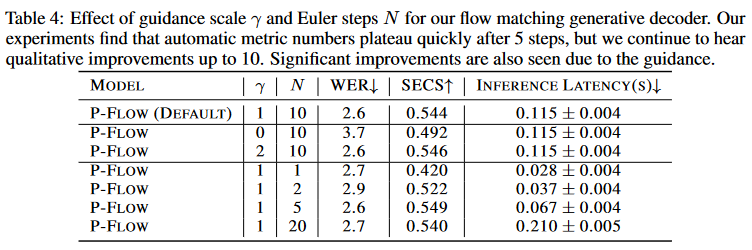 Table 4: Effect of guidance scale γ and Euler steps N for our flow matching generative decoder. Our
experiments find that automatic metric numbers plateau quickly after 5 steps, but we continue to hear
qualitative improvements up to 10. Significant improvements are also seen due to the guidance.
MODEL | γ | N | WER↓ | SECS↑ | INFERENCE LATENCY(S)↓
P-FLOW (DEFAULT) | 1 | 10 | 2.6 | 0.544 | 0.115 ± 0.004
P-FLOW | 0 | 10 | 3.7 | 0.492 | 0.115 ± 0.004
P-FLOW | 2 | 10 | 2.6 | 0.546 | 0.115 ± 0.004
P-FLOW | 1 | 1 | 2.7 | 0.420 | 0.028 ± 0.004
P-FLOW | 1 | 2 | 2.9 | 0.522 | 0.037 ± 0.004
P-FLOW | 1 | 5 | 2.6 | 0.549 | 0.067 ± 0.004
P-FLOW | 1 | 20 | 2.7 | 0.540 | 0.210 ± 0.005